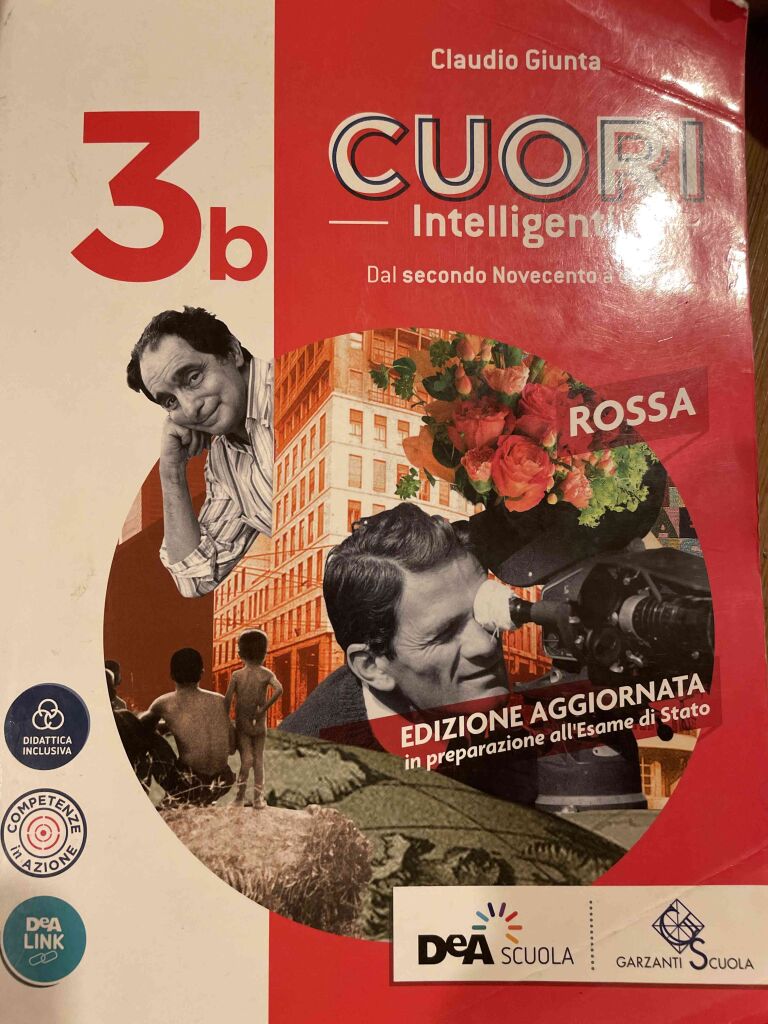 Claudio Giunta
3b
CUORI
Intelligenti
Dal secondo Novecento a
ROSSA
EDIZIONE AGGIORNATA
in preparazione all'Esame di Stato
DIDATTICA
INCLUSIVA
COMPETENZE
in AZIONE
DeA
LINK
DeA SCUOLA
GARZANTI SCUOLA